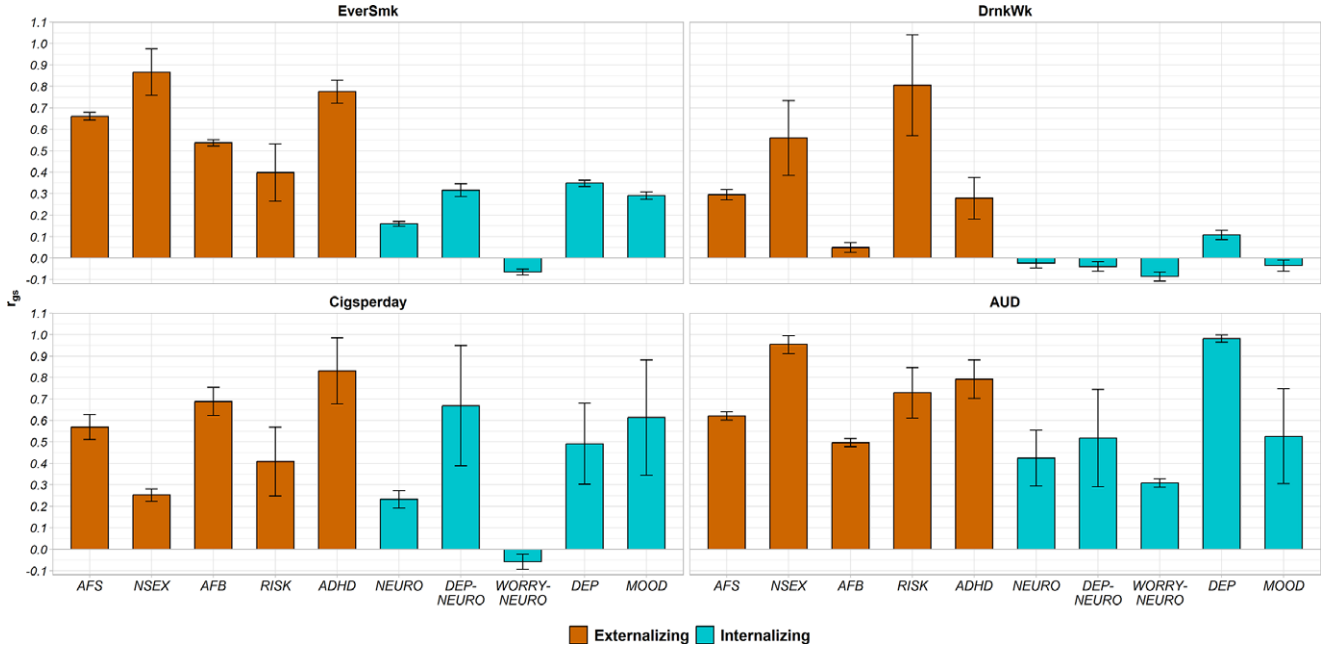 EverSmk
DrnkWk
1.1
1.0
0.9
0.8
0.7
0.6
0.5
0.4
0.3
0.2
0.1
0.0
-0.1
rgs
Cigsperday
AUD
1.1
1.0
0.9
0.8
0.7
0.6
0.5
0.4
0.3
0.2
0.1
0.0
-0.1
AFS NSEX AFB RISK ADHD NEURO DEP- WORRY- DEP MOOD
NEURO NEURO
AFS NSEX AFB RISK ADHD NEURO DEP- WORRY- DEP MOOD
NEURO NEURO
Externalizing Internalizing